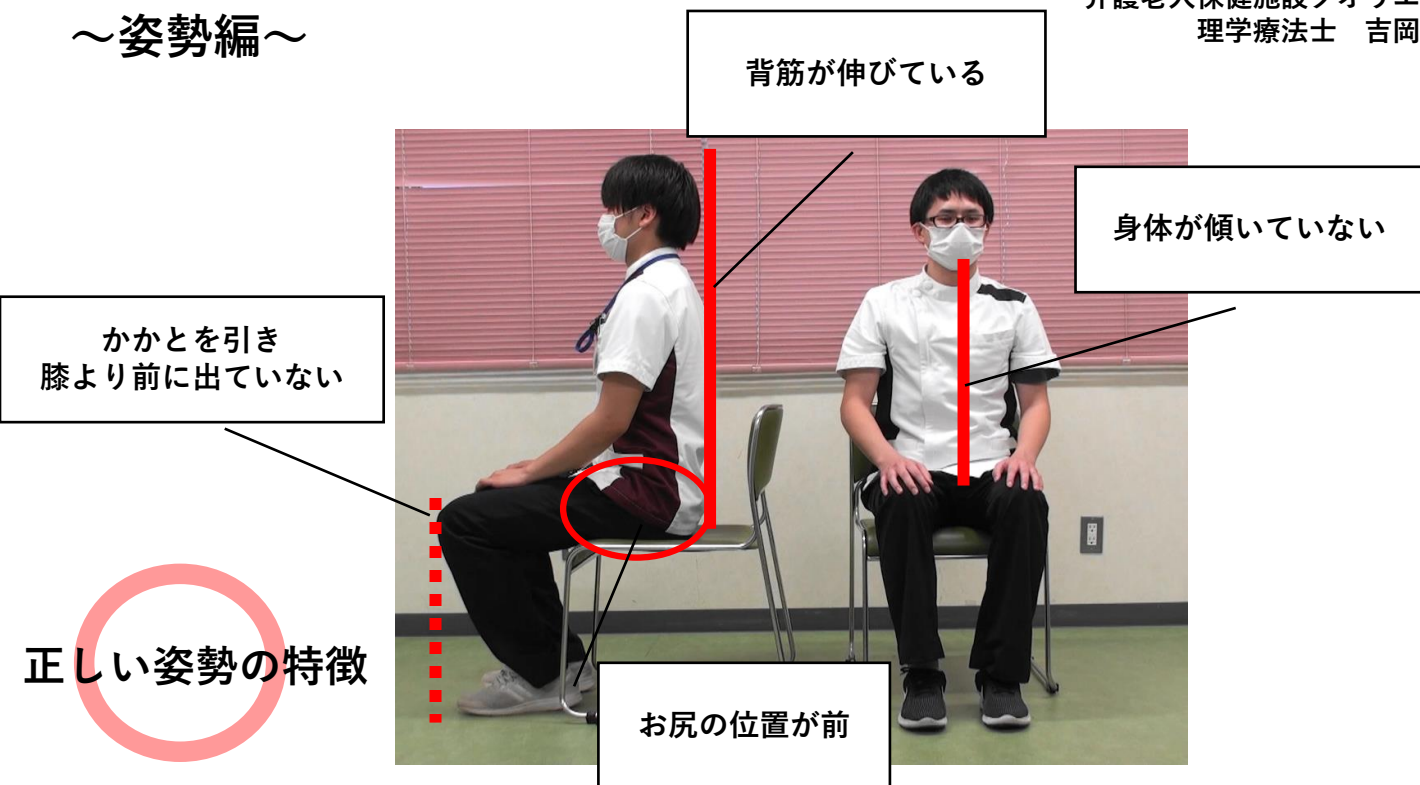 ～姿勢編～
理学療法士　吉岡
背筋が伸びている
身体が傾いていない
かかとを引き
膝より前に出ていない
正しい姿勢の特徴
お尻の位置が前